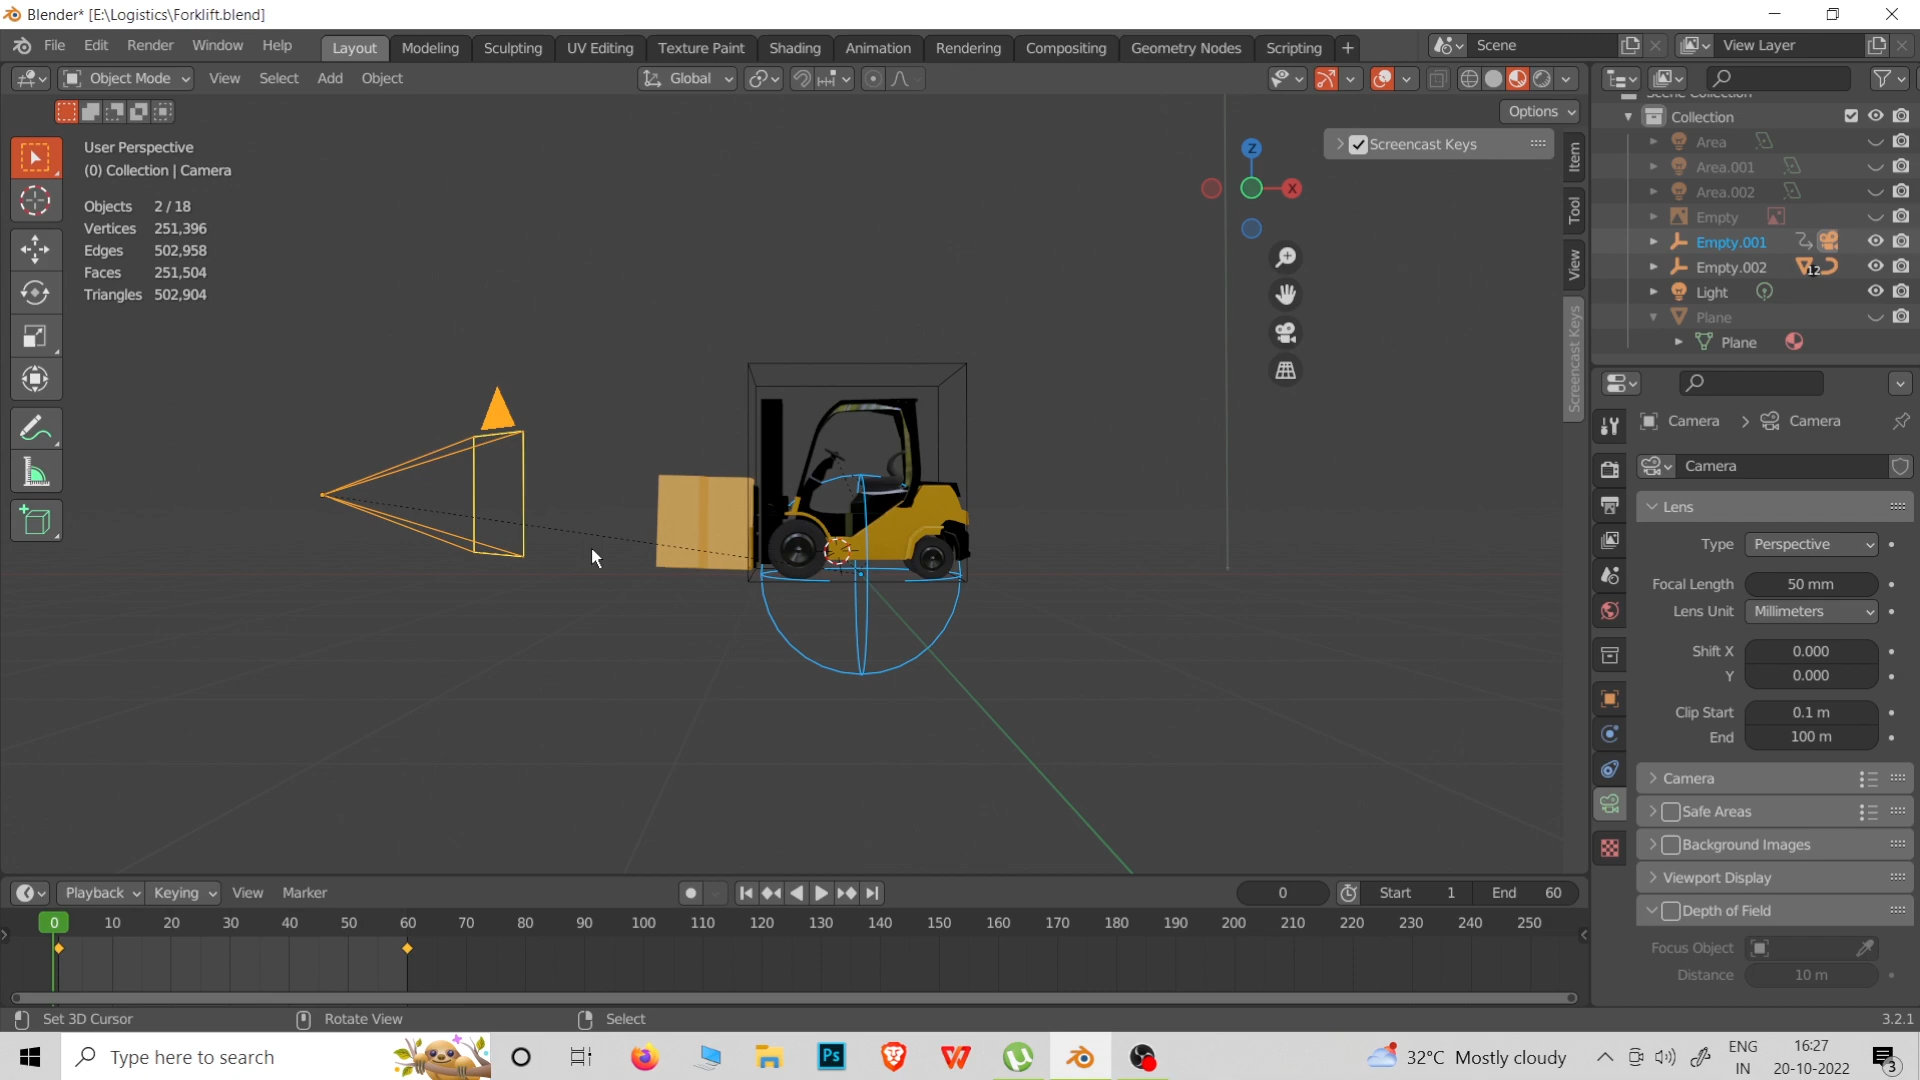 Blender* [E:\Logistics\Forklift.blend]
File Edit Render Window Help Layout Modeling Sculpting UV Editing Texture Paint Shading Animation Rendering Compositing Geometry Nodes Scripting + Scene View Layer
Object Mode View Select Add Object Global
Options
User Perspective
(0) Collection | Camera
Objects 2 / 18
Vertices 251,396
Edges 502,958
Faces 251,504
Triangles 502,904
Z
X
Screencast Keys
Item
Tool
View
Screencast Keys
Scene Collection
Collection
Area
Area.001
Area.002
Empty
Empty.001
Empty.002 12
Light
Plane
Plane
Camera > Camera
Camera
Lens
Type Perspective
Focal Length 50 mm
Lens Unit Millimeters
Shift X 0.000
Y 0.000
Clip Start 0.1 m
End 100 m
Camera
Safe Areas
Background Images
Viewport Display
Depth of Field
Focus Object
Distance 10 m
Playback Keying View Marker 0 Start 1 End 60
0 10 20 30 40 50 60 70 80 90 100 110 120 130 140 150 160 170 180 190 200 210 220 230 240 250
Set 3D Cursor Rotate View Select 3.2.1
Type here to search Ps 32°C Mostly cloudy ENG IN 16:27 20-10-2022 3